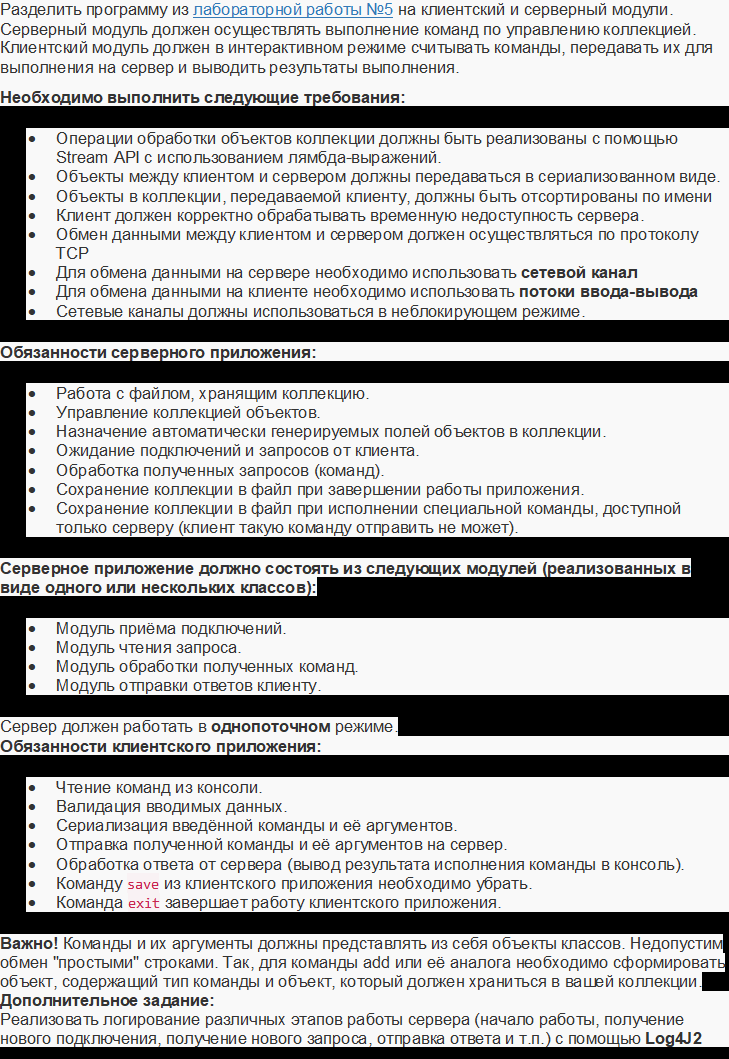 Разделить программу из лабораторной работы №5 на клиентский и серверный модули.
Серверный модуль должен осуществлять выполнение команд по управлению коллекцией.
Клиентский модуль должен в интерактивном режиме считывать команды, передавать их для
выполнения на сервер и выводить результаты выполнения.
Необходимо выполнить следующие требования:
• Операции обработки объектов коллекции должны быть реализованы с помощью
Stream API с использованием лямбда-выражений.
• Объекты между клиентом и сервером должны передаваться в сериализованном виде.
• Объекты в коллекции, передаваемой клиенту, должны быть отсортированы по имени
• Клиент должен корректно обрабатывать временную недоступность сервера.
• Обмен данными между клиентом и сервером должен осуществляться по протоколу
TCP
• Для обмена данными на сервере необходимо использовать сетевой канал
• Для обмена данными на клиенте необходимо использовать потоки ввода-вывода
• Сетевые каналы должны использоваться в неблокирующем режиме.
Обязанности серверного приложения:
• Работа с файлом, хранящим коллекцию.
• Управление коллекцией объектов.
• Назначение автоматически генерируемых полей объектов в коллекции.
• Ожидание подключений и запросов от клиента.
• Обработка полученных запросов (команд).
• Сохранение коллекции в файл при завершении работы приложения.
• Сохранение коллекции в файл при исполнении специальной команды, доступной
только серверу (клиент такую команду отправить не может).
Серверное приложение должно состоять из следующих модулей (реализованных в
виде одного или нескольких классов):
• Модуль приёма подключений.
• Модуль чтения запроса.
• Модуль обработки полученных команд.
• Модуль отправки ответов клиенту.
Сервер должен работать в однопоточном режиме.
Обязанности клиентского приложения:
• Чтение команд из консоли.
• Валидация вводимых данных.
• Сериализация введённой команды и её аргументов.
• Отправка полученной команды и её аргументов на сервер.
• Обработка ответа от сервера (вывод результата исполнения команды в консоль).
• Команду save из клиентского приложения необходимо убрать.
• Команда exit завершает работу клиентского приложения.
Важно! Команды и их аргументы должны представлять из себя объекты классов. Недопустим
обмен "простыми" строками. Так, для команды add или её аналога необходимо сформировать
объект, содержащий тип команды и объект, который должен храниться в вашей коллекции.
Дополнительное задание:
Реализовать логирование различных этапов работы сервера (начало работы, получение
нового подключения, получение нового запроса, отправка ответа и т.п.) с помощью Log4J2